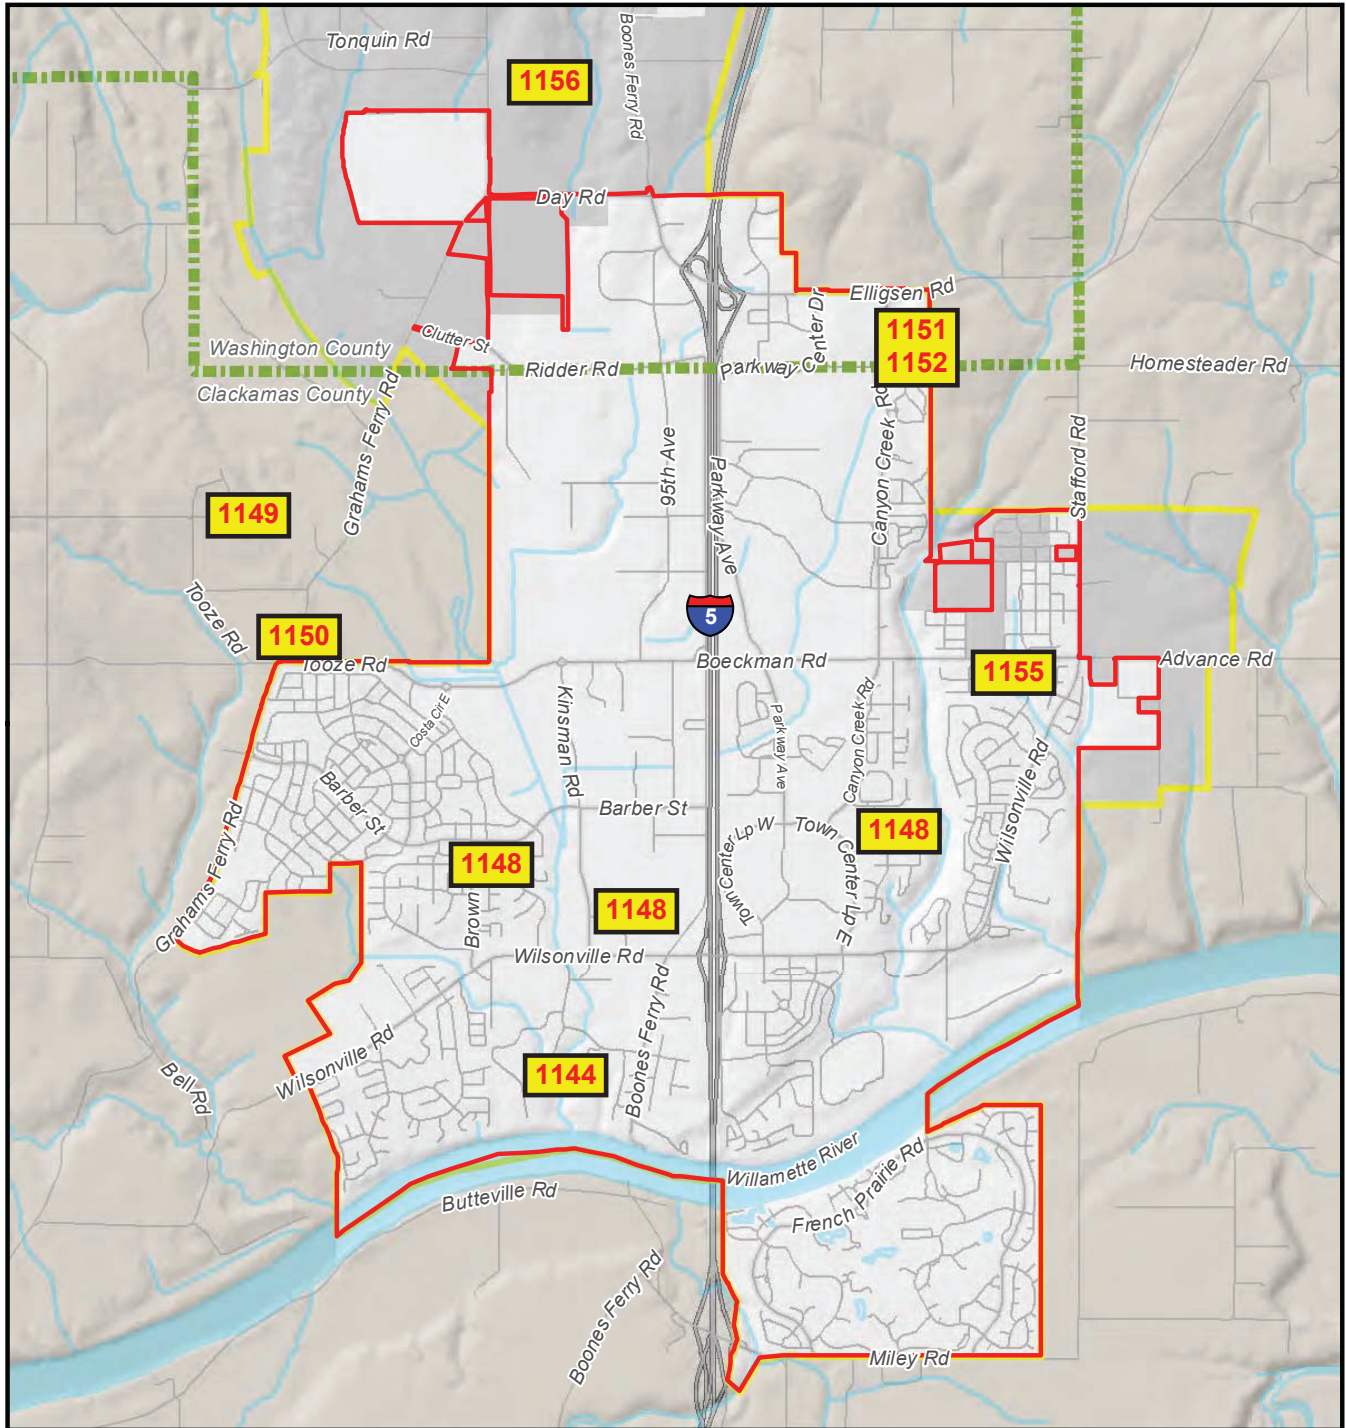 Tonquin Rd
Boones Ferry Rd
1156
Day Rd
Elligsen Rd
Parkway Center Dr
1151
1152
Clutter St
Washington County
Clackamas County
Ridder Rd
Homesteader Rd
Grahams Ferry Rd
95th Ave
Parkway Ave
Canyon Creek Rd
Stafford Rd
1149
Tooze Rd
1150
Tooze Rd
5
Boeckman Rd
1155
Advance Rd
Costa Cir E
Kinsman Rd
Parkway Ave
Canyon Creek Rd
Wilsonville Rd
Barber St
Barber St
Town Center Lp W
Town Center Lp E
1148
1148
1148
Grahams Ferry Rd
Brown
Wilsonville Rd
Boones Ferry Rd
Wilsonville Rd
Bell Rd
1144
Willamette River
Butteville Rd
French Prairie Rd
Boones Ferry Rd
Miley Rd